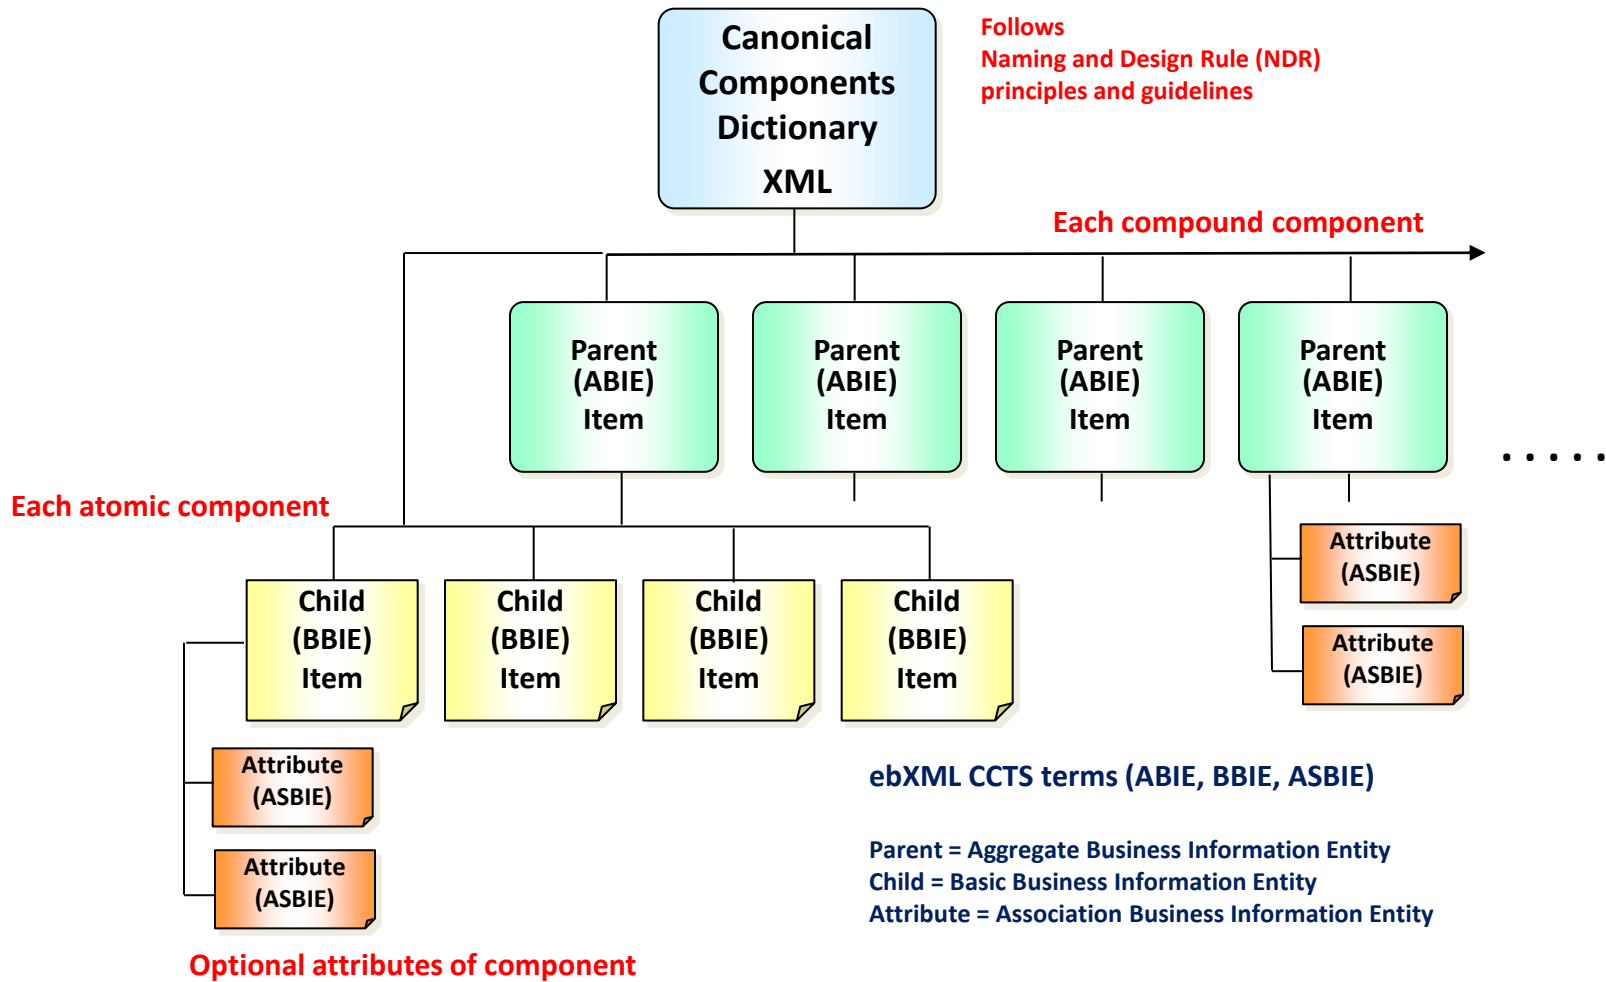 Canonical
Components
Dictionary
XML
Follows
Naming and Design Rule (NDR)
principles and guidelines
Each compound component
Parent
(ABIE)
Item
Parent
(ABIE)
Item
Parent
(ABIE)
Item
Parent
(ABIE)
Item
. . . . .
Each atomic component
Child
(BBIE)
Item
Child
(BBIE)
Item
Child
(BBIE)
Item
Child
(BBIE)
Item
Attribute
(ASBIE)
Attribute
(ASBIE)
Attribute
(ASBIE)
Attribute
(ASBIE)
ebXML CCTS terms (ABIE, BBIE, ASBIE)
Parent = Aggregate Business Information Entity
Child = Basic Business Information Entity
Attribute = Association Business Information Entity
Optional attributes of component